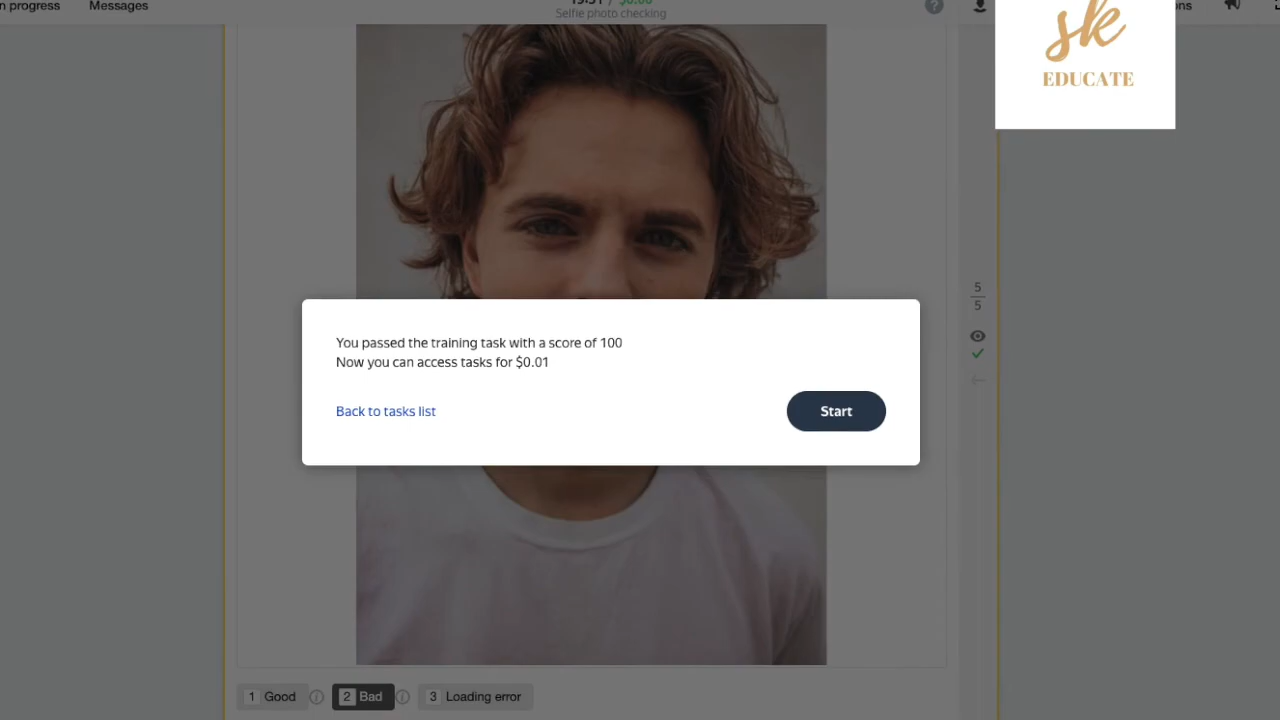 n progress
Messages
Selfie photo checking
ons
sk
EDUCATE
5
5
You passed the training task with a score of 100
Now you can access tasks for $0.01
Back to tasks list
Start
1 Good
2 Bad
3 Loading error